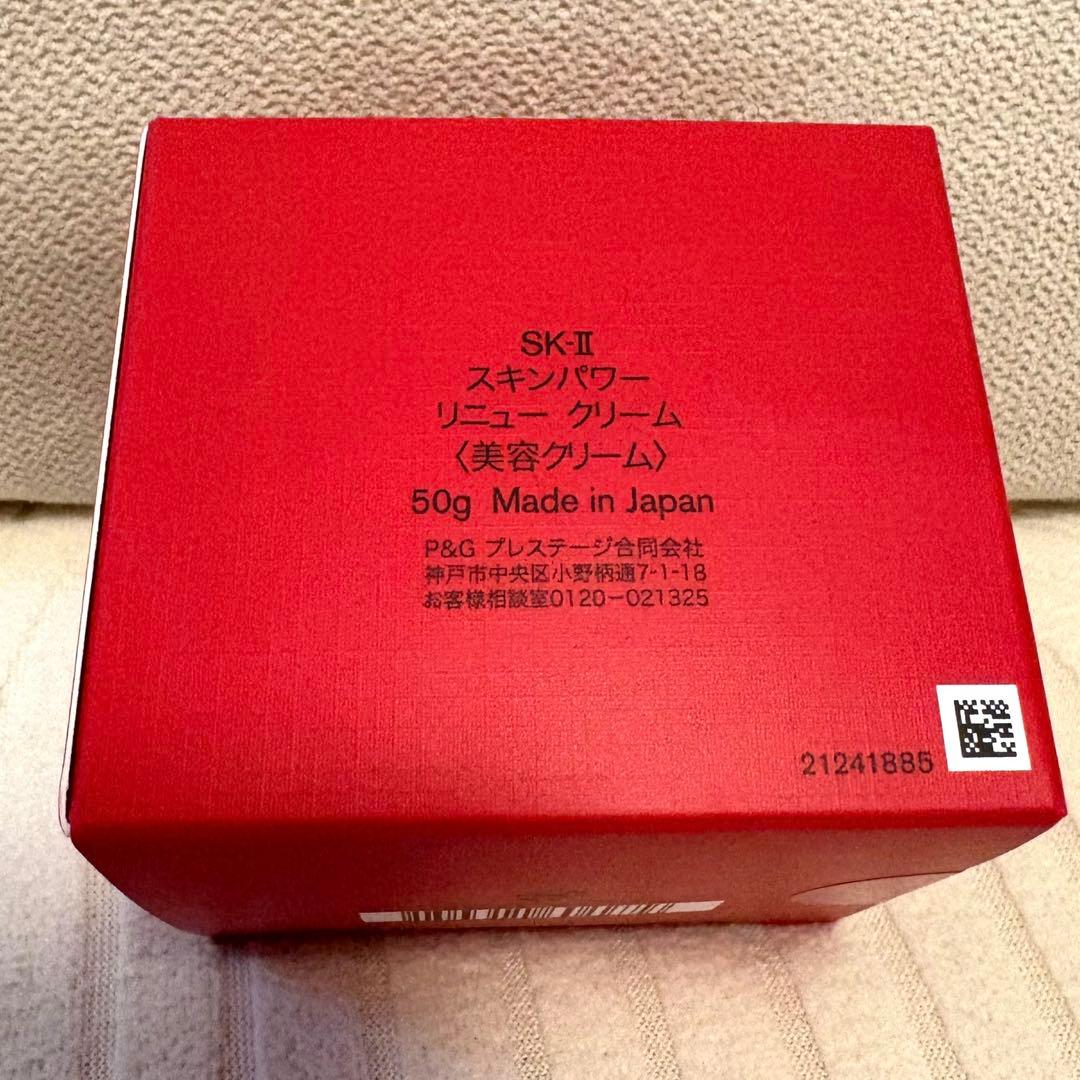 SK-II
スキンパワー
リニュー クリーム
〈美容クリーム〉
50g Made in Japan
P&G プレステージ合同会社
神戸市中央区小野柄通7-1-18
お客様相談室0120-021325
21241885